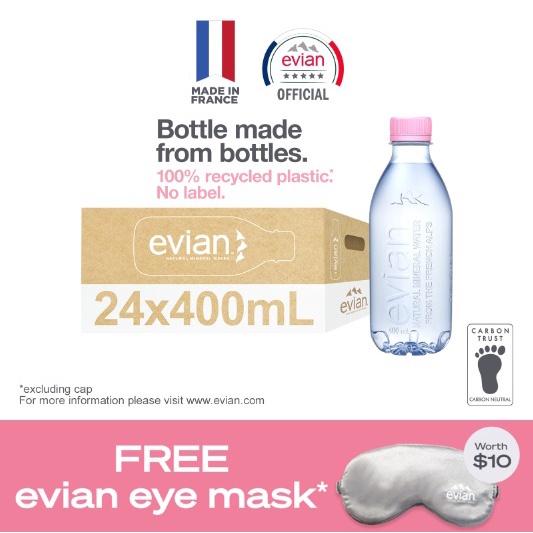 MADE IN
FRANCE
evian
★★★★★
OFFICIAL
Bottle made
from bottles.
100% recycled plastic.*
No label.
evian
NATURAL MINERAL WATER
24x400mL
evian
evian
NATURAL MINERAL WATER
FROM THE FRENCH ALPS
400 mL
CARBON
TRUST
CARBON NEUTRAL
*excluding cap
For more information please visit www.evian.com
FREE
evian eye mask*
Worth
$10
evian